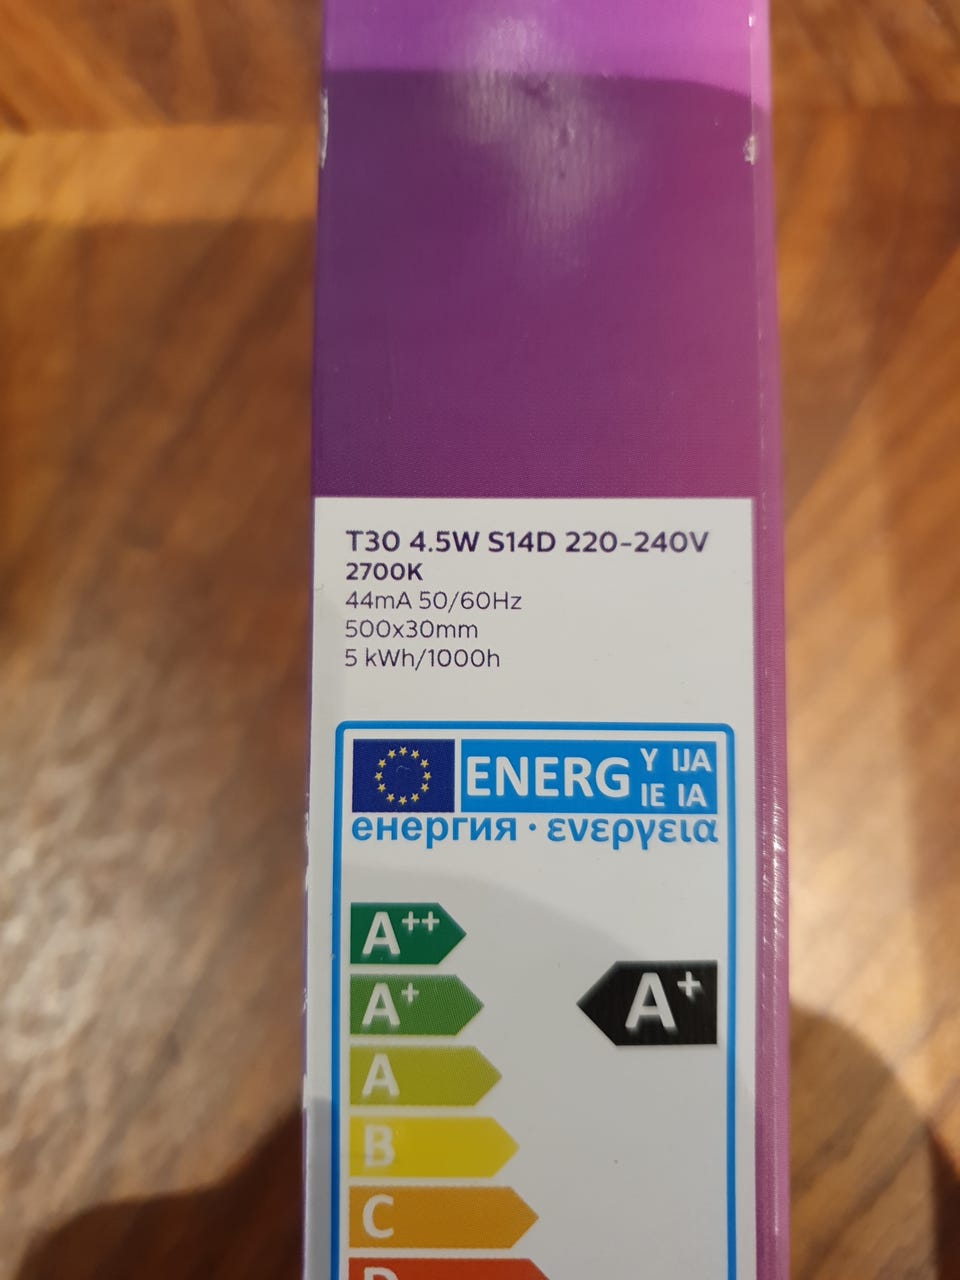 T30 4.5W S14D 220-240V
2700K
44mA 50/60Hz
500x30mm
5 kWh/1000h
ENERG Y IJA
IE IA
енергия · ενεργεια
A++
A+
A+
A
B
C
D